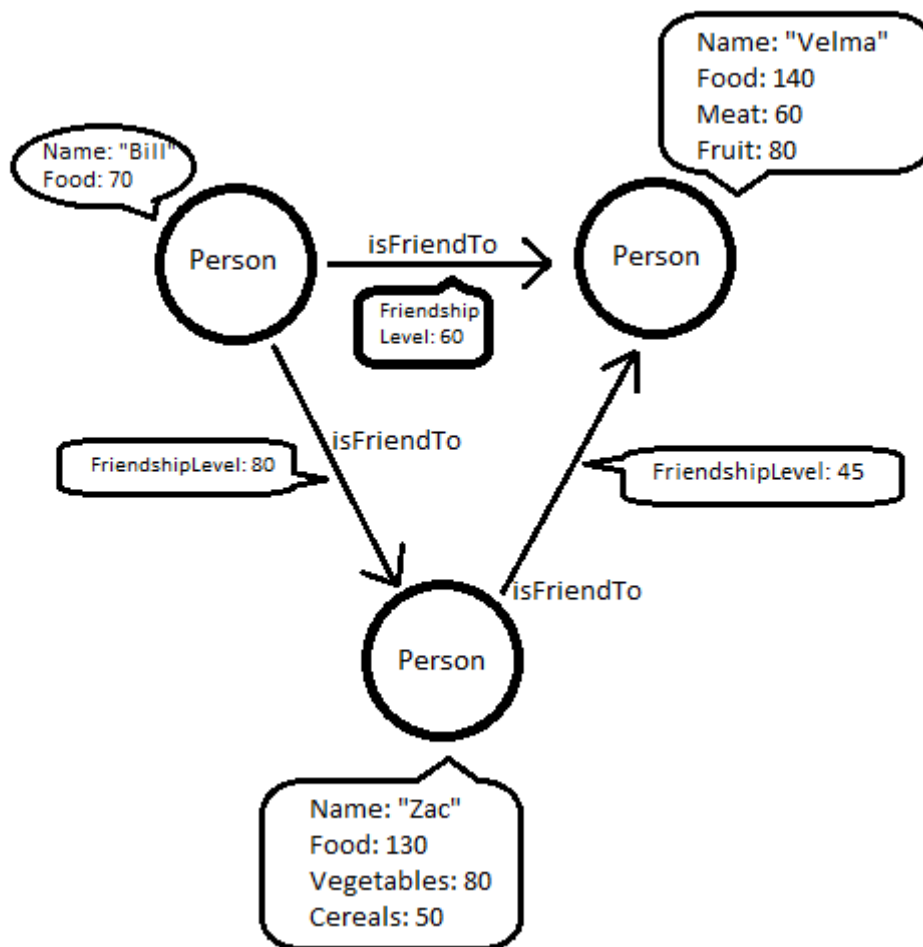 Name: "Velma"
Food: 140
Meat: 60
Fruit: 80
Name: "Bill"
Food: 70
Person
isFriendTo
Person
Friendship
Level: 60
isFriendTo
FriendshipLevel: 80
FriendshipLevel: 45
isFriendTo
Person
Name: "Zac"
Food: 130
Vegetables: 80
Cereals: 50